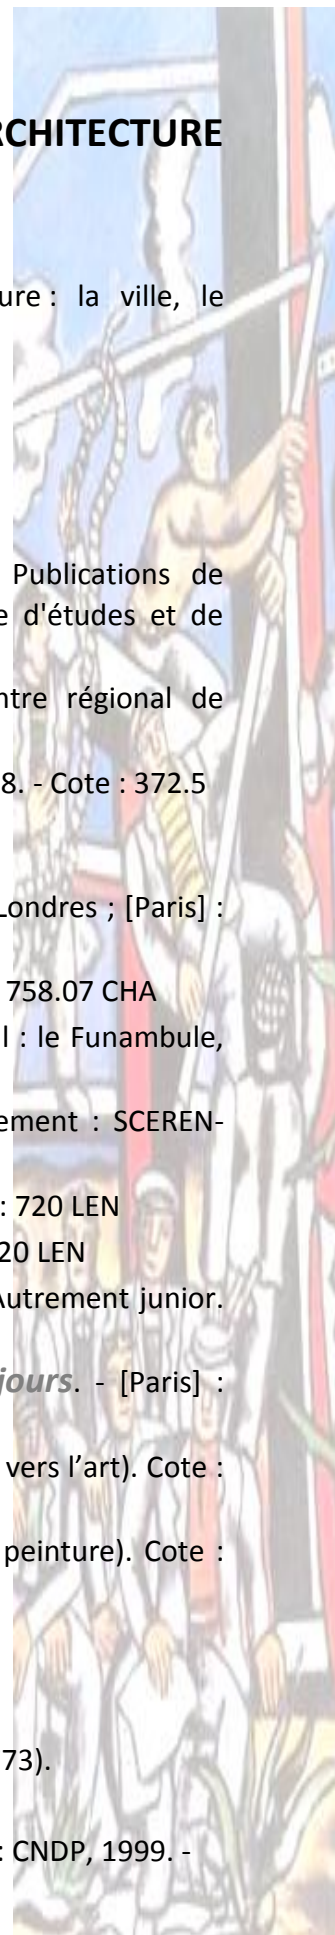 RCHITECTURE
ure : la ville, le
Publications de
e d'études et de
ntre régional de
8. - Cote : 372.5
Londres ; [Paris] :
758.07 CHA
l : le Funambule,
ement : SCEREN-
: 720 LEN
20 LEN
Autrement junior.
jours. - [Paris] :
vers l’art). Cote :
peinture). Cote :
73).
: CNDP, 1999. -